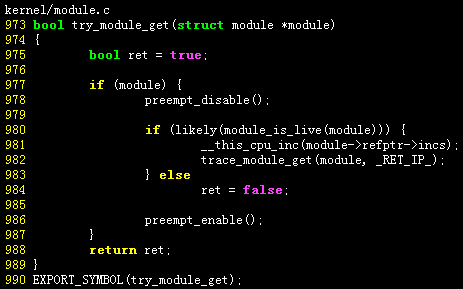 kernel/module.c
973 bool try_module_get(struct module *module)
974 {
975         bool ret = true;
976
977         if (module) {
978                 preempt_disable();
979
980                 if (likely(module_is_live(module))) {
981                         __this_cpu_inc(module->refptr->incs);
982                         trace_module_get(module, _RET_IP_);
983                 } else
984                         ret = false;
985
986                 preempt_enable();
987         }
988         return ret;
989 }
990 EXPORT_SYMBOL(try_module_get);